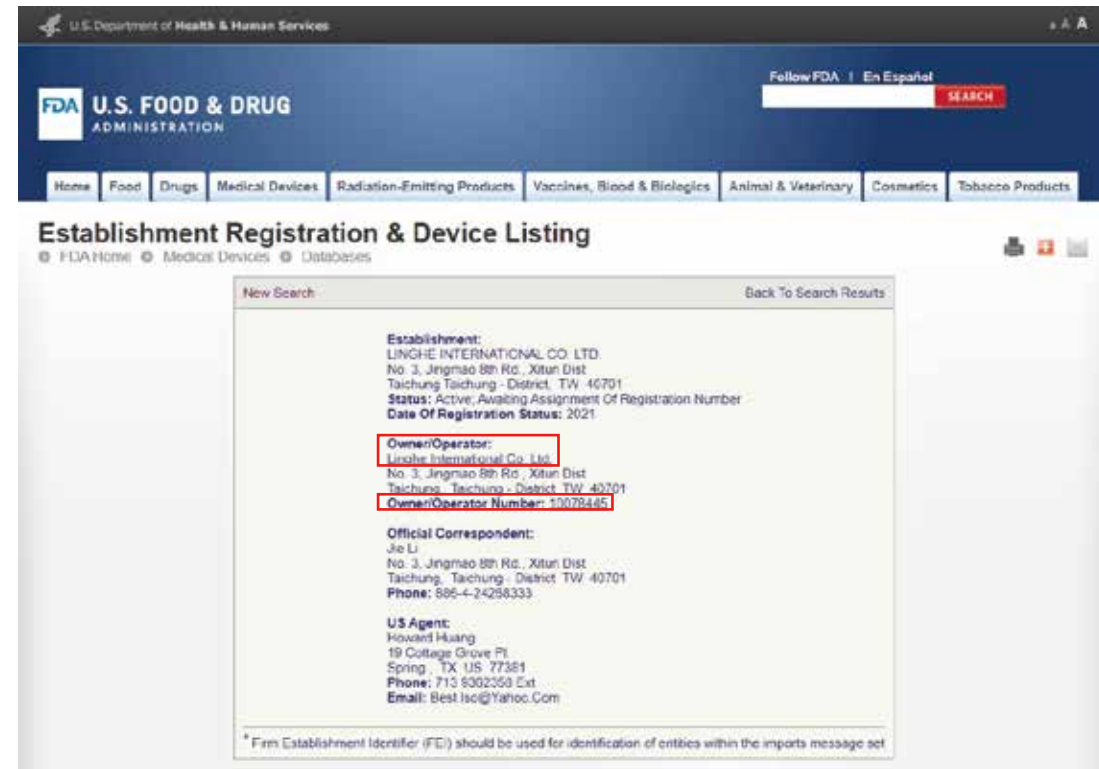 U.S. Department of Health & Human Services
A A A
Follow FDA | En Español
SEARCH
FDA U.S. FOOD & DRUG
ADMINISTRATION
Home Food Drugs Medical Devices Radiation-Emitting Products Vaccines, Blood & Biologics Animal & Veterinary Cosmetics Tobacco Products
Establishment Registration & Device Listing
FDA Home Medical Devices Databases
New Search Back To Search Results
Establishment:
LINGHE INTERNATIONAL CO. LTD.
No. 3, Jingmao 8th Rd., Xitun Dist
Taichung Taichung - District, TW 40701
Status: Active; Awaiting Assignment Of Registration Number
Date Of Registration Status: 2021
Owner/Operator:
Linghe International Co. Ltd.
No. 3, Jingmao 8th Rd., Xitun Dist
Taichung, Taichung - District TW 40701
Owner/Operator Number: 10078445
Official Correspondent:
Jie Li
No. 3, Jingmao 8th Rd., Xitun Dist
Taichung, Taichung - District TW 40701
Phone: 886-4-24258333
US Agent:
Howard Huang
19 Cottage Grove Pl.
Spring, TX US 77381
Phone: 713 9302358 Ext
Email: Best.Iso@Yahoo.Com
* Firm Establishment Identifier (FEI) should be used for identification of entities within the imports message set